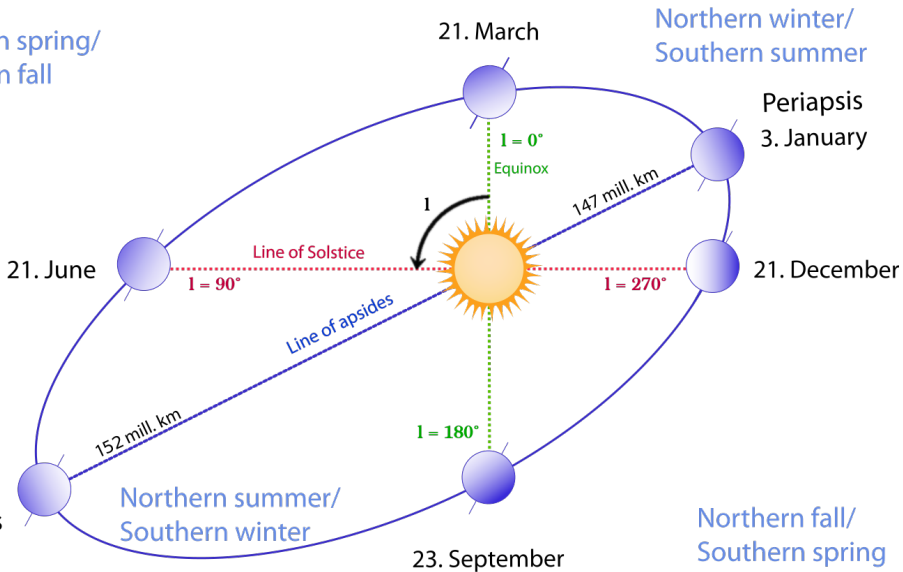 Northern winter/
Southern summer
21. March
spring/
fall
Periapsis
3. January
l = 0°
Equinox
147 mill. km
l
Line of Solstice
21. June
l = 90°
l = 270°
21. December
Line of apsides
152 mill. km
l = 180°
Northern summer/
Southern winter
Northern fall/
Southern spring
23. September